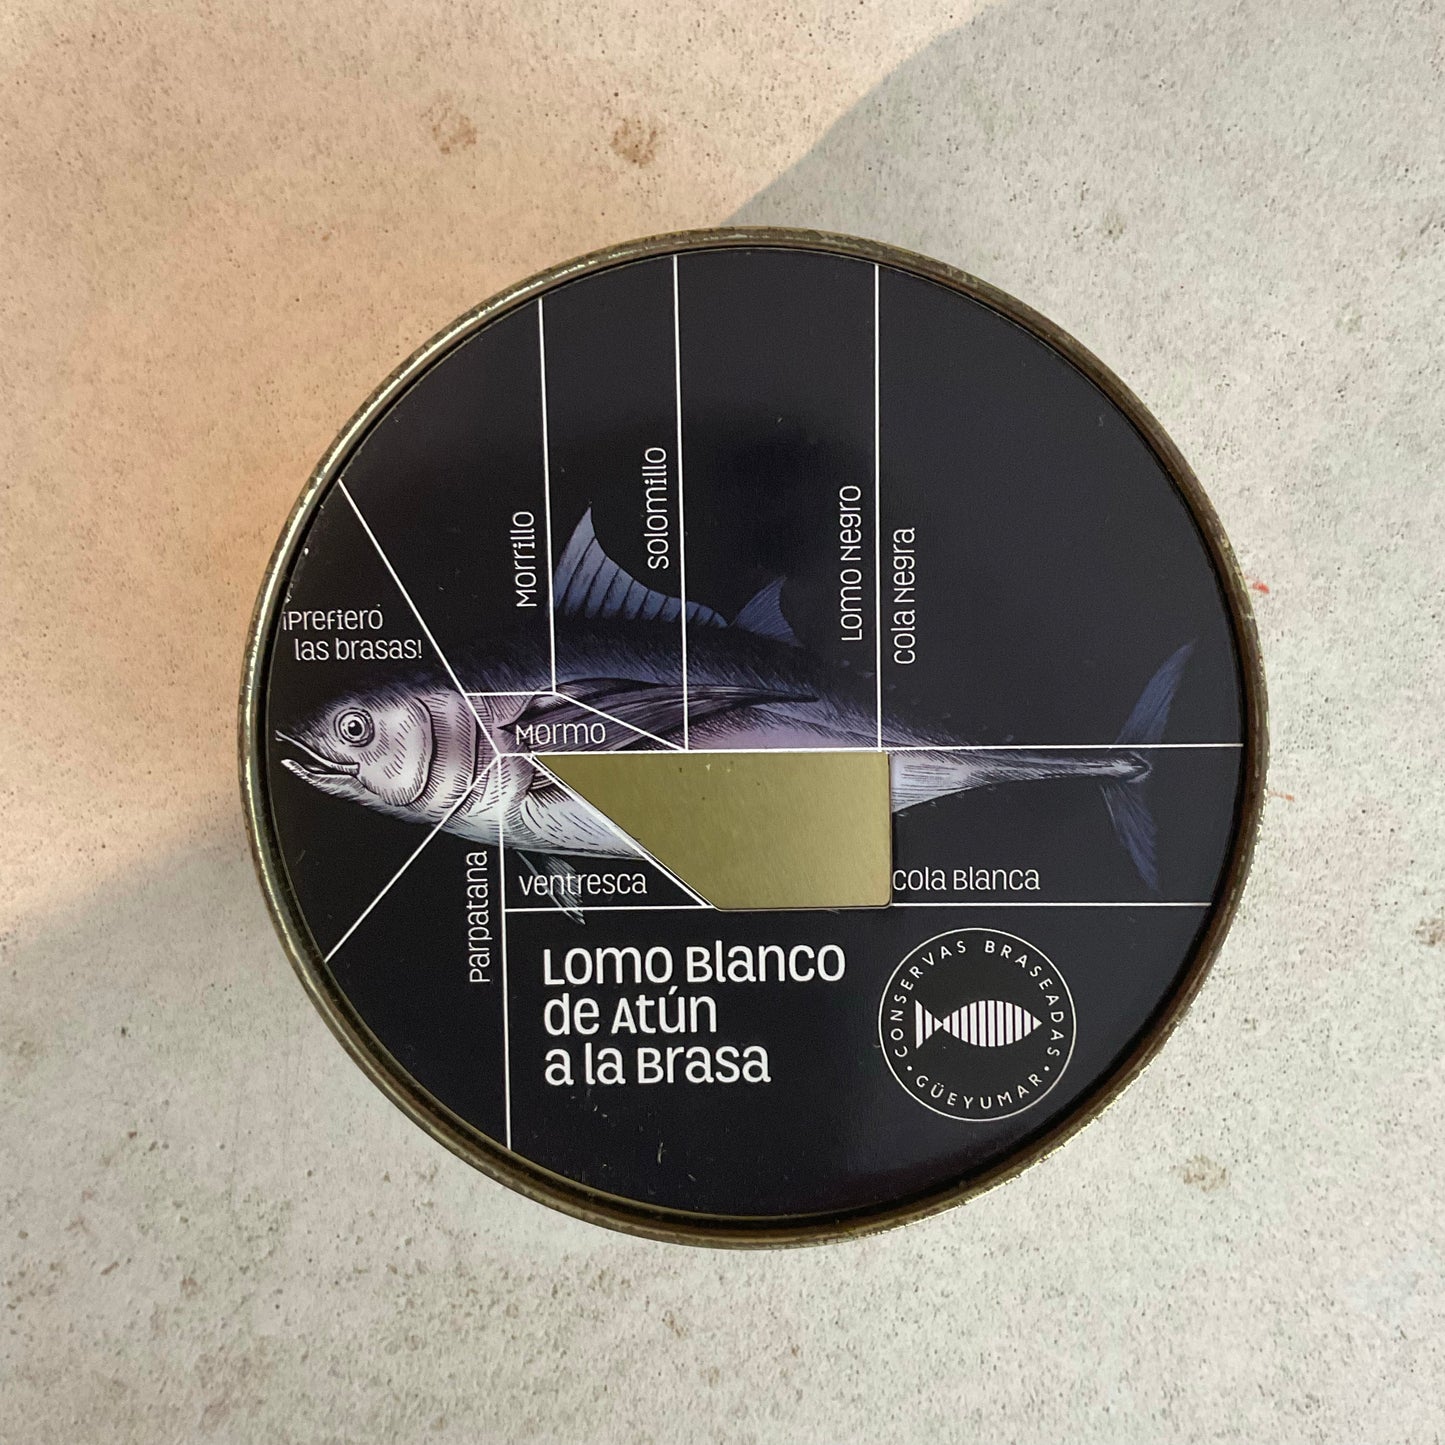 Morrillo
solomillo
Lomo Negro
cola Negra
¡Prefiero
las brasas!
Mormo
Parpatana
ventresca
cola Blanca
Lomo Blanco
de Atún
a la Brasa
CONSERVAS BRASEADAS
• GÜEYUMAR •